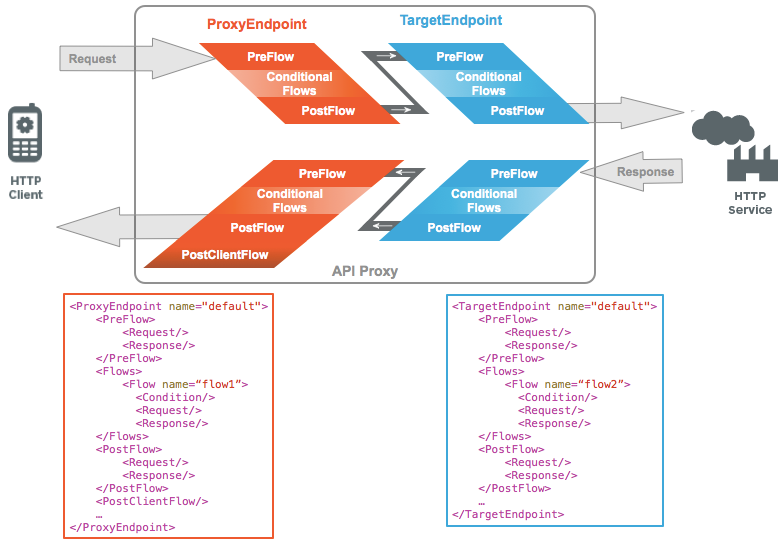 ProxyEndpoint
TargetEndpoint
Request
PreFlow
Conditional
Flows
PostFlow
PreFlow
Conditional
Flows
PostFlow
HTTP
Client
PreFlow
Conditional
Flows
PostFlow
PostClientFlow
PreFlow
Conditional
Flows
PostFlow
Response
HTTP
Service
API Proxy
<ProxyEndpoint name="default">
<PreFlow>
<Request/>
<Response/>
</PreFlow>
<Flows>
<Flow name=“flow1”>
<Condition/>
<Request/>
<Response/>
</Flows>
<PostFlow>
<Request/>
<Response/>
</PostFlow>
<PostClientFlow/>
…
</ProxyEndpoint>
<TargetEndpoint name="default">
<PreFlow>
<Request/>
<Response/>
</PreFlow>
<Flows>
<Flow name=“flow2”>
<Condition/>
<Request/>
<Response/>
</Flows>
<PostFlow>
<Request/>
<Response/>
</PostFlow>
…
</TargetEndpoint>